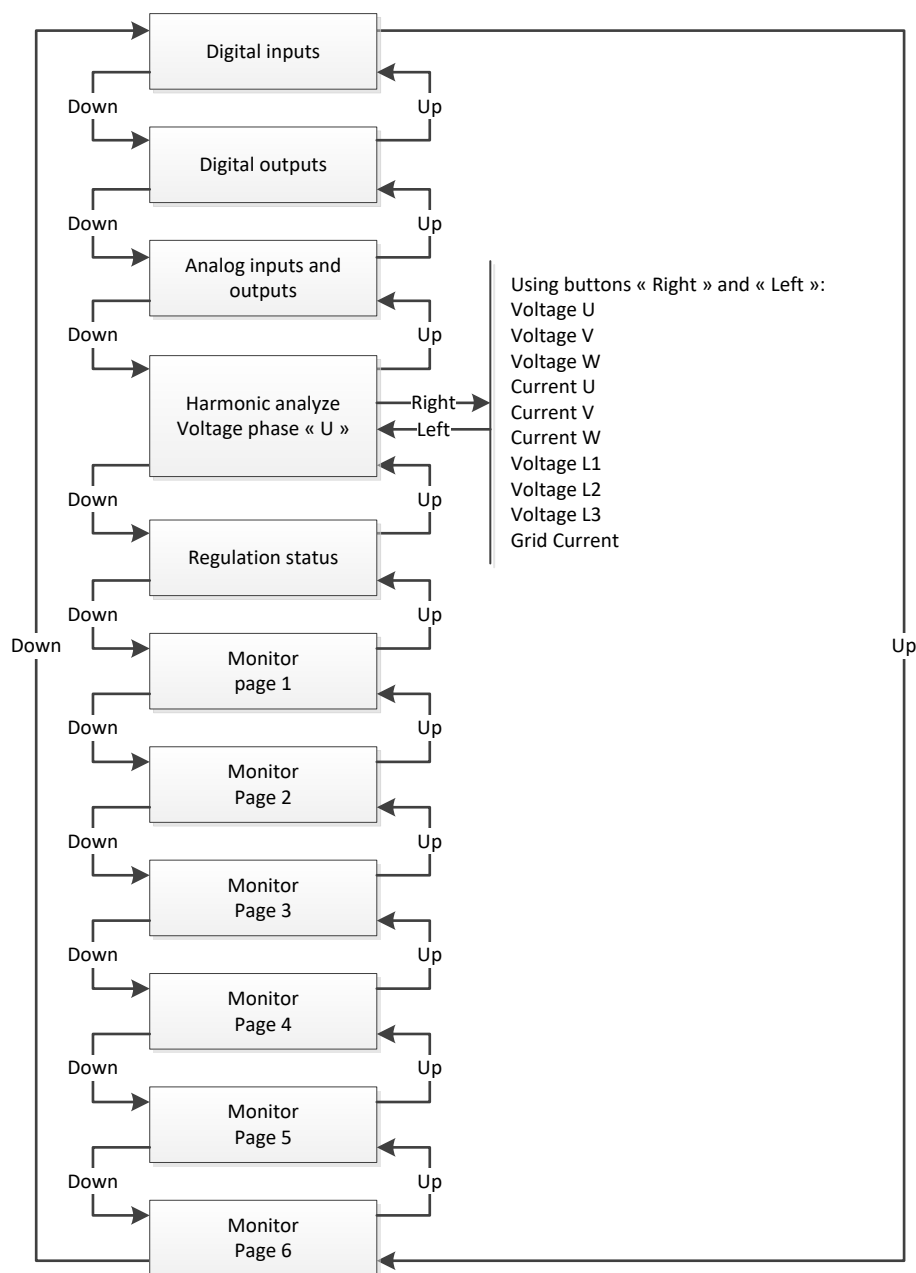 Digital inputs
Down
Up
Digital outputs
Down
Up
Analog inputs and
outputs
Down
Up
Harmonic analyze
Voltage phase « U »
Right
Left
Using buttons « Right » and « Left »:
Voltage U
Voltage V
Voltage W
Current U
Current V
Current W
Voltage L1
Voltage L2
Voltage L3
Grid Current
Down
Up
Regulation status
Down
Up
Down
Up
Monitor
page 1
Down
Up
Monitor
Page 2
Down
Up
Monitor
Page 3
Down
Up
Monitor
Page 4
Down
Up
Monitor
Page 5
Down
Up
Monitor
Page 6